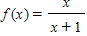 f(x) = x / (x + 1)